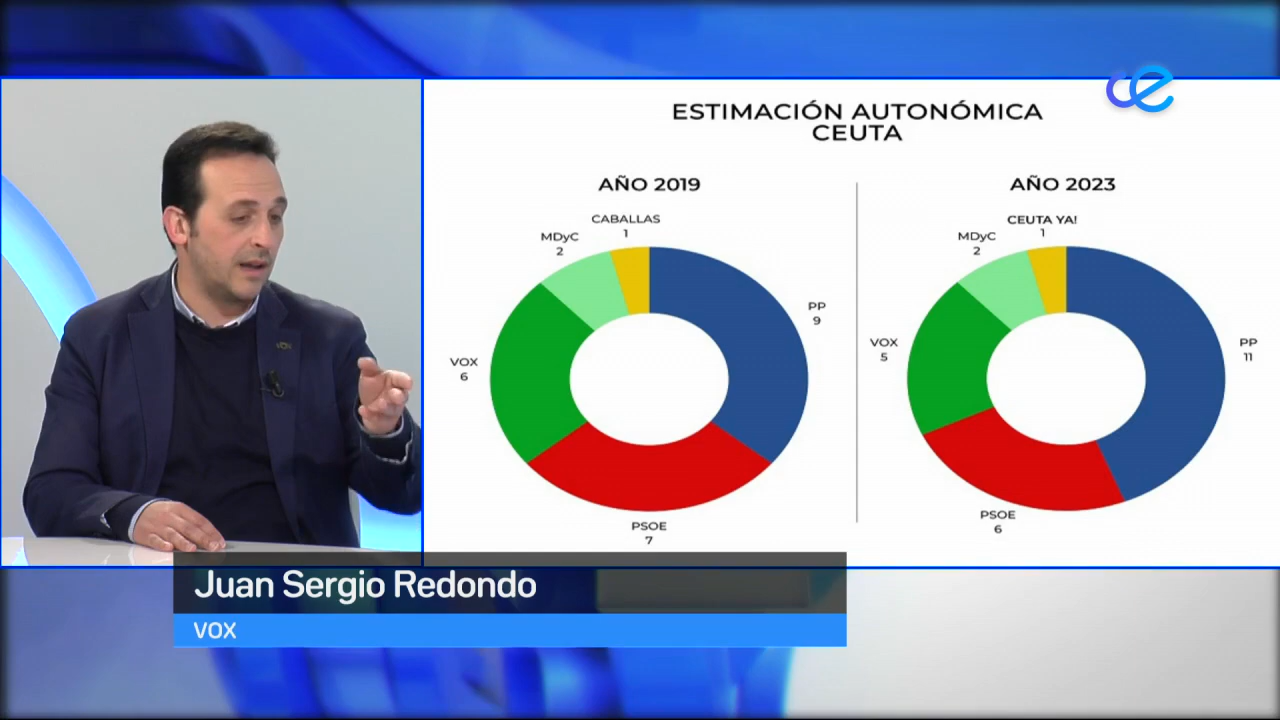 ce
ESTIMACIÓN AUTONÓMICA
CEUTA
AÑO 2019
CABALLAS
1
MDyC
2
PP
9
VOX
6
PSOE
7
AÑO 2023
CEUTA YA!
1
MDyC
2
VOX
5
PP
11
PSOE
6
Juan Sergio Redondo
VOX